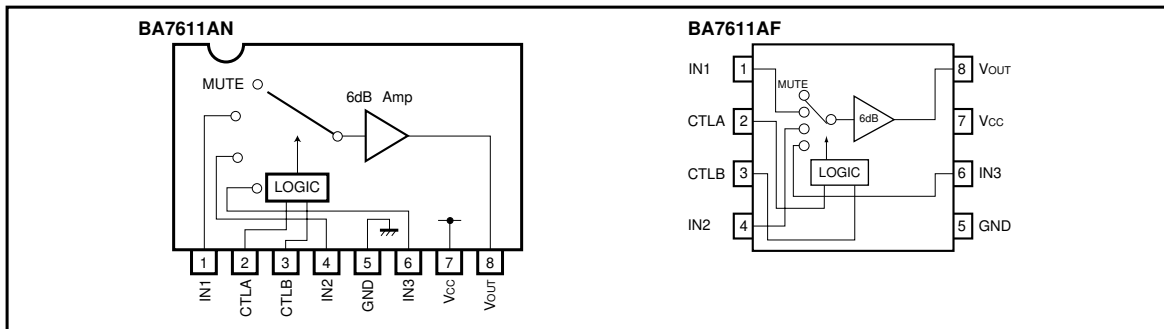 BA7611AN
MUTE
6dB Amp
LOGIC
1 2 3 4 5 6 7 8
IN1 CTLA CTLB IN2 GND IN3 VCC VOUT
BA7611AF
IN1 1 8 VOUT
MUTE
6dB
CTLA 2 7 VCC
LOGIC
CTLB 3 6 IN3
IN2 4 5 GND